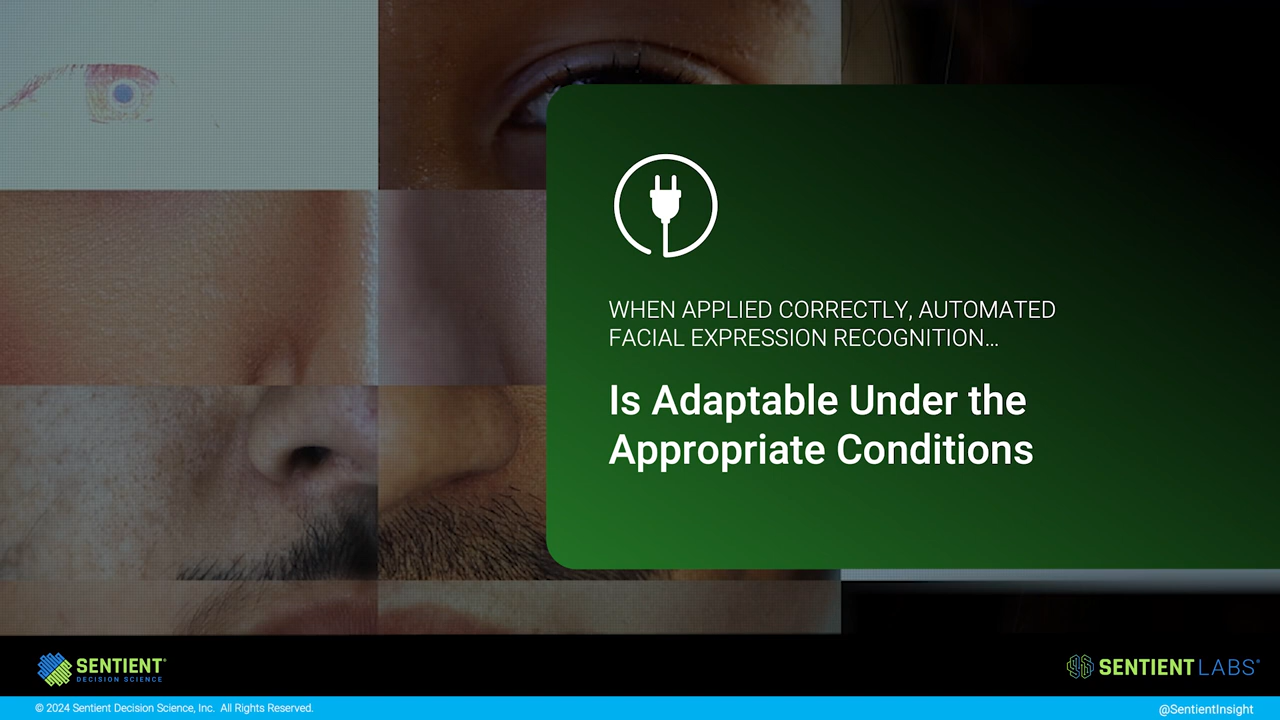 WHEN APPLIED CORRECTLY, AUTOMATED
FACIAL EXPRESSION RECOGNITION...
Is Adaptable Under the
Appropriate Conditions
SENTIENT®
DECISION SCIENCE
SENTIENT LABS®
© 2024 Sentient Decision Science, Inc. All Rights Reserved.
@SentientInsight